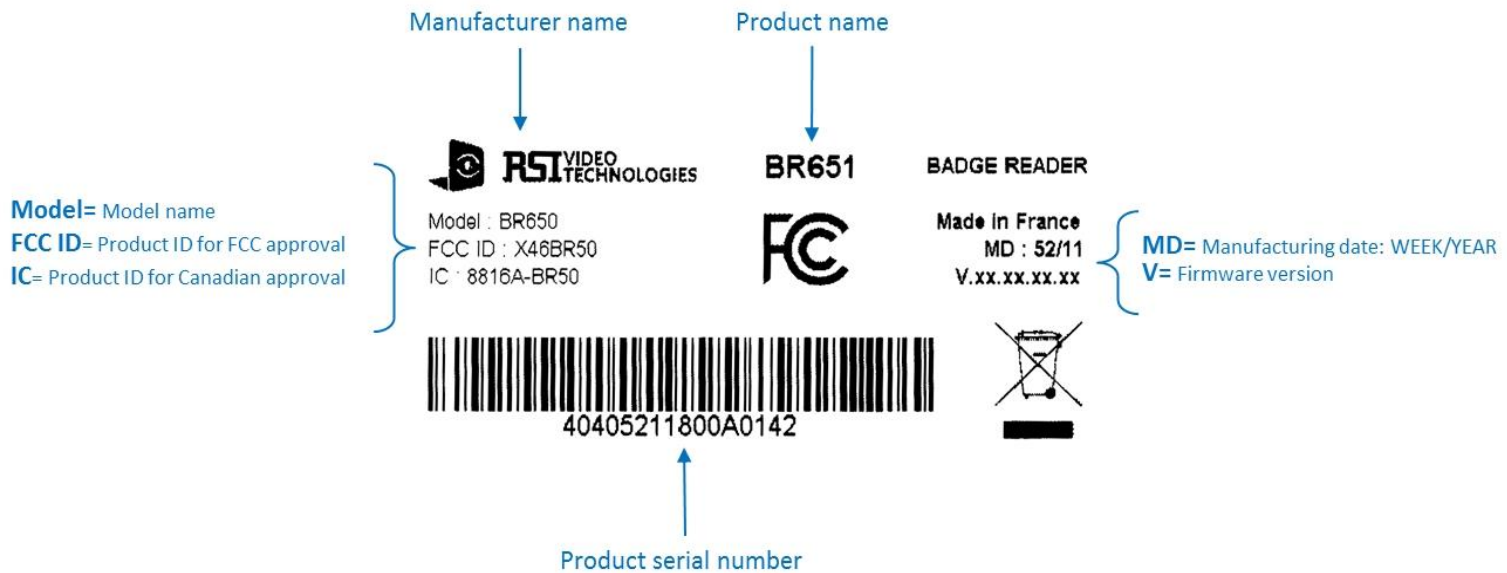 Manufacturer name
Product name
RSI VIDEO TECHNOLOGIES
BR651
BADGE READER
Model= Model name
FCC ID= Product ID for FCC approval
IC= Product ID for Canadian approval
Model : BR650
FCC ID : X46BR50
IC : 8816A-BR50
FC
Made in France
MD : 52/11
V.xx.xx.xx.xx
MD= Manufacturing date: WEEK/YEAR
V= Firmware version
40405211800A0142
Product serial number